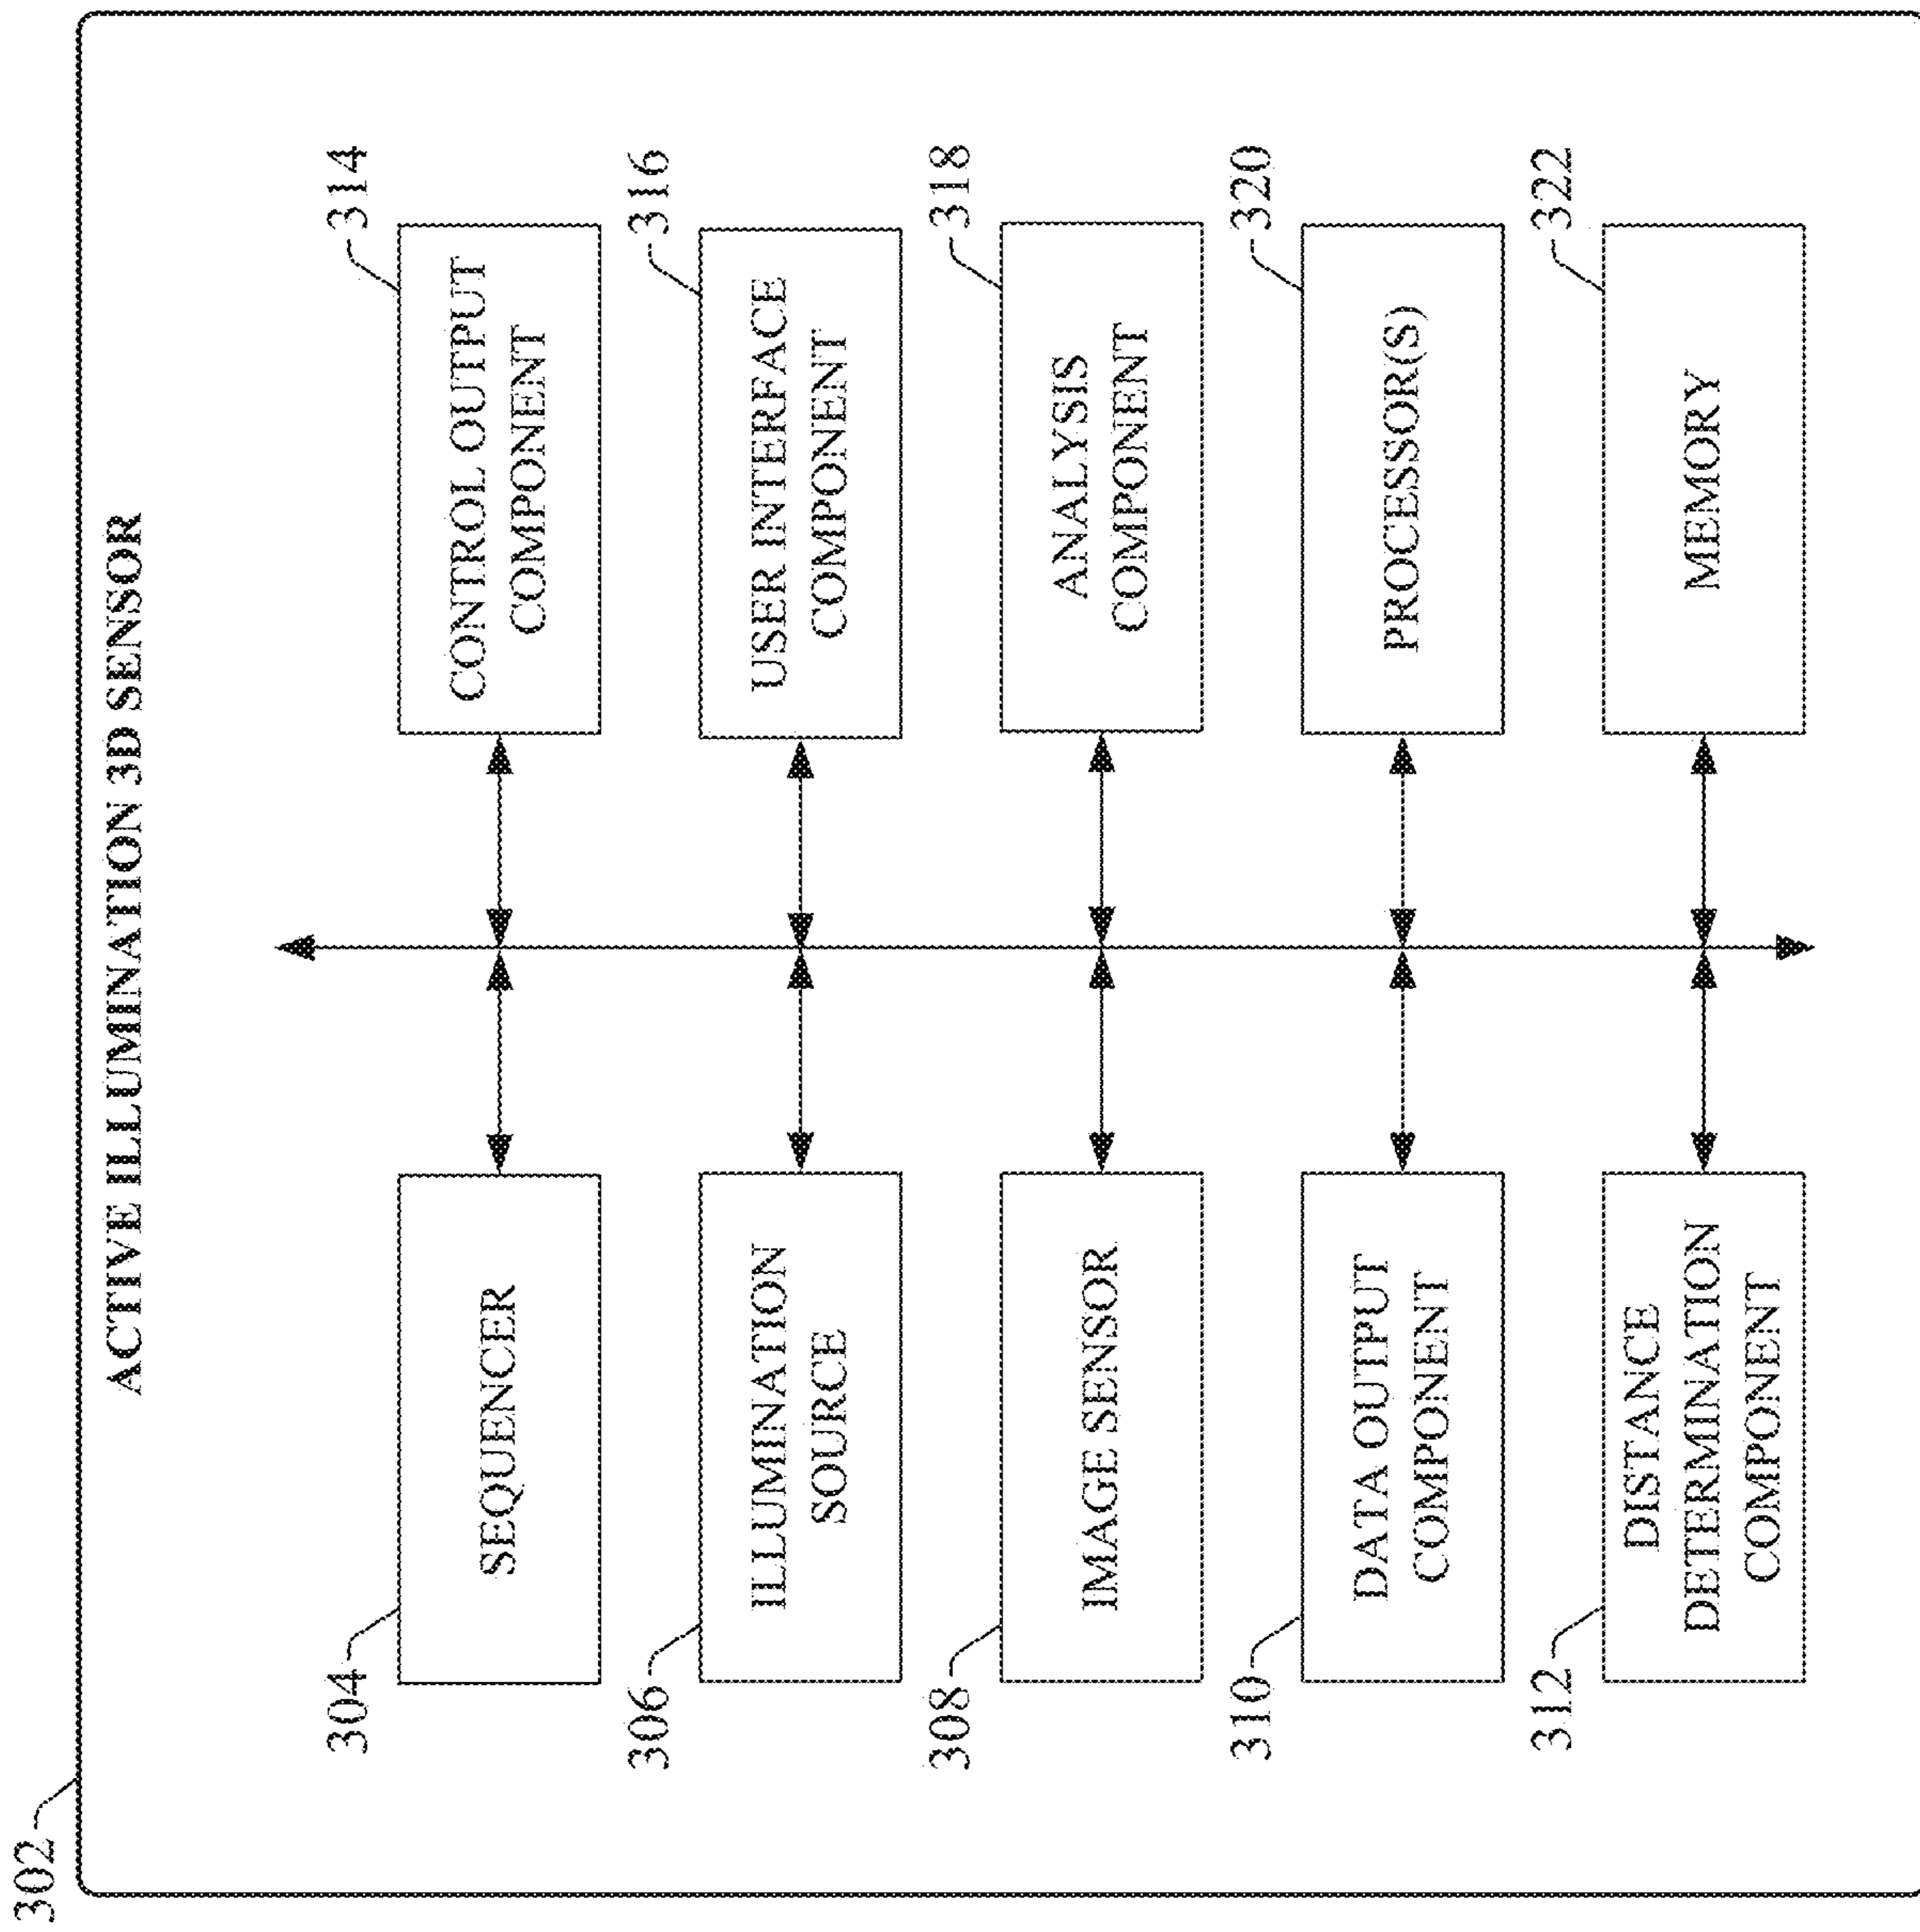 302
ACTIVE ILLUMINATION 3D SENSOR
304
SEQUENCER
306
ILLUMINATION
SOURCE
308
IMAGE SENSOR
310
DATA OUTPUT
COMPONENT
312
DISTANCE
DETERMINATION
COMPONENT
314
CONTROL OUTPUT
COMPONENT
316
USER INTERFACE
COMPONENT
318
ANALYSIS
COMPONENT
320
PROCESSOR(S)
322
MEMORY